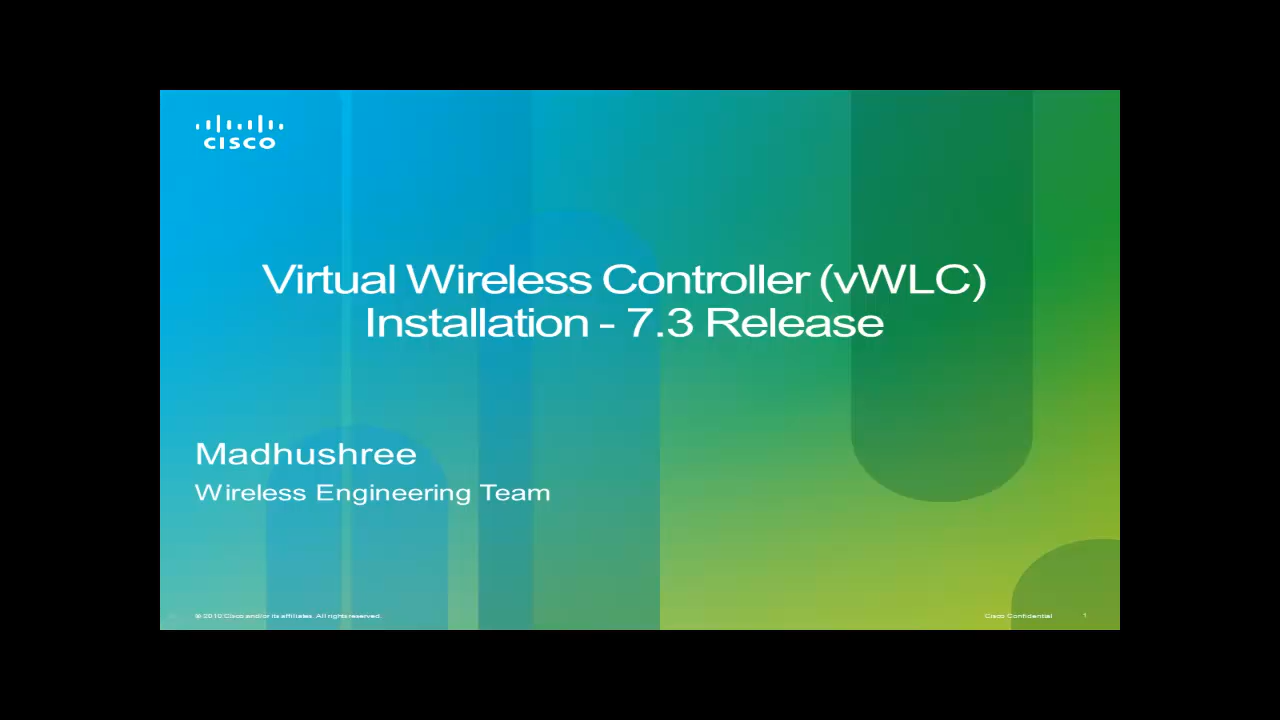 CISCO
Virtual Wireless Controller (vWLC)
Installation - 7.3 Release
Madhushree
Wireless Engineering Team
© 2010 Cisco and/or its affiliates. All rights reserved.
Cisco Confidential
1